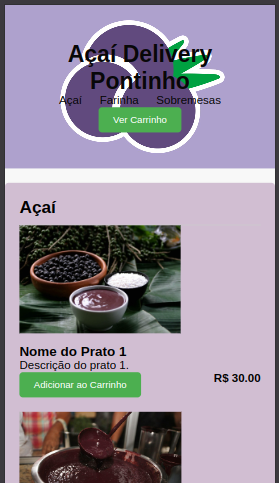 Açaí Delivery
Pontinho
Açaí Farinha Sobremesas
Ver Carrinho
Açaí
Nome do Prato 1
Descrição do prato 1.
R$ 30.00
Adicionar ao Carrinho